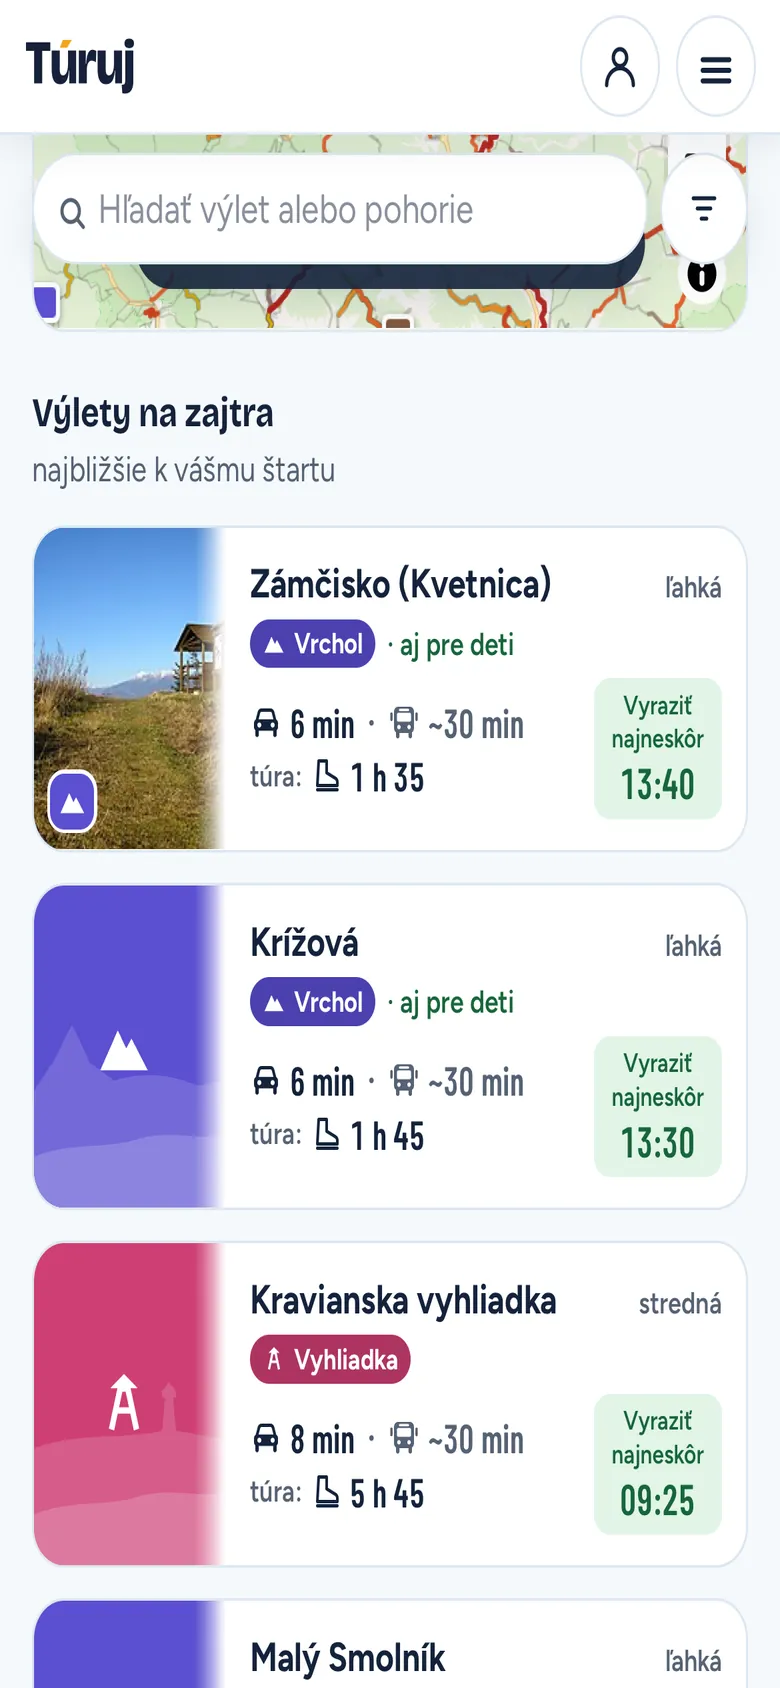 Túruj
Hľadať výlet alebo pohorie
Výlety na zajtra
najbližšie k vášmu štartu
Zámčisko (Kvetnica)
ľahká
Vrchol · aj pre deti
6 min · ~30 min
túra: 1 h 35
Vyraziť
najneskôr
13:40
Krížová
ľahká
Vrchol · aj pre deti
6 min · ~30 min
túra: 1 h 45
Vyraziť
najneskôr
13:30
Kravianska vyhliadka
stredná
Vyhliadka
8 min · ~30 min
túra: 5 h 45
Vyraziť
najneskôr
09:25
Malý Smolník
ľahká